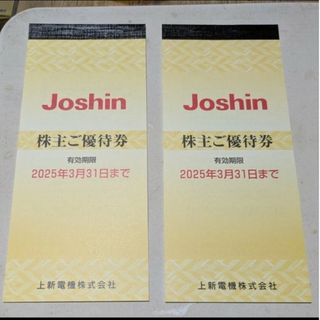 Joshin
株主ご優待券
有効期限
2025年3月31日まで
上新電機株式会社
Joshin
株主ご優待券
有効期限
2025年3月31日まで
上新電機株式会社